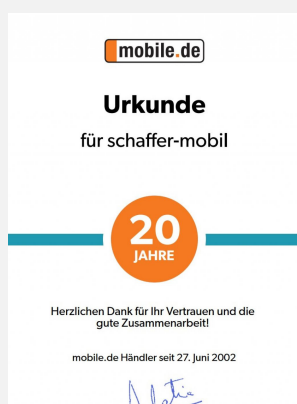 mobile.de
Urkunde
für schaffer-mobil
20
JAHRE
Herzlichen Dank für Ihr Vertrauen und die
gute Zusammenarbeit!
mobile.de Händler seit 27. Juni 2002